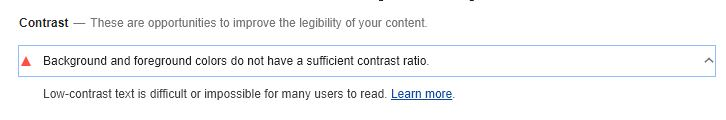 Contrast — These are opportunities to improve the legibility of your content.
Background and foreground colors do not have a sufficient contrast ratio.
Low-contrast text is difficult or impossible for many users to read. Learn more.